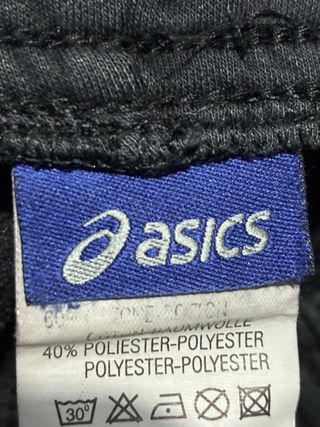 asics
BAUMWOLLE
40% POLIESTER-POLYESTER
POLYESTER-POLYESTER
30°